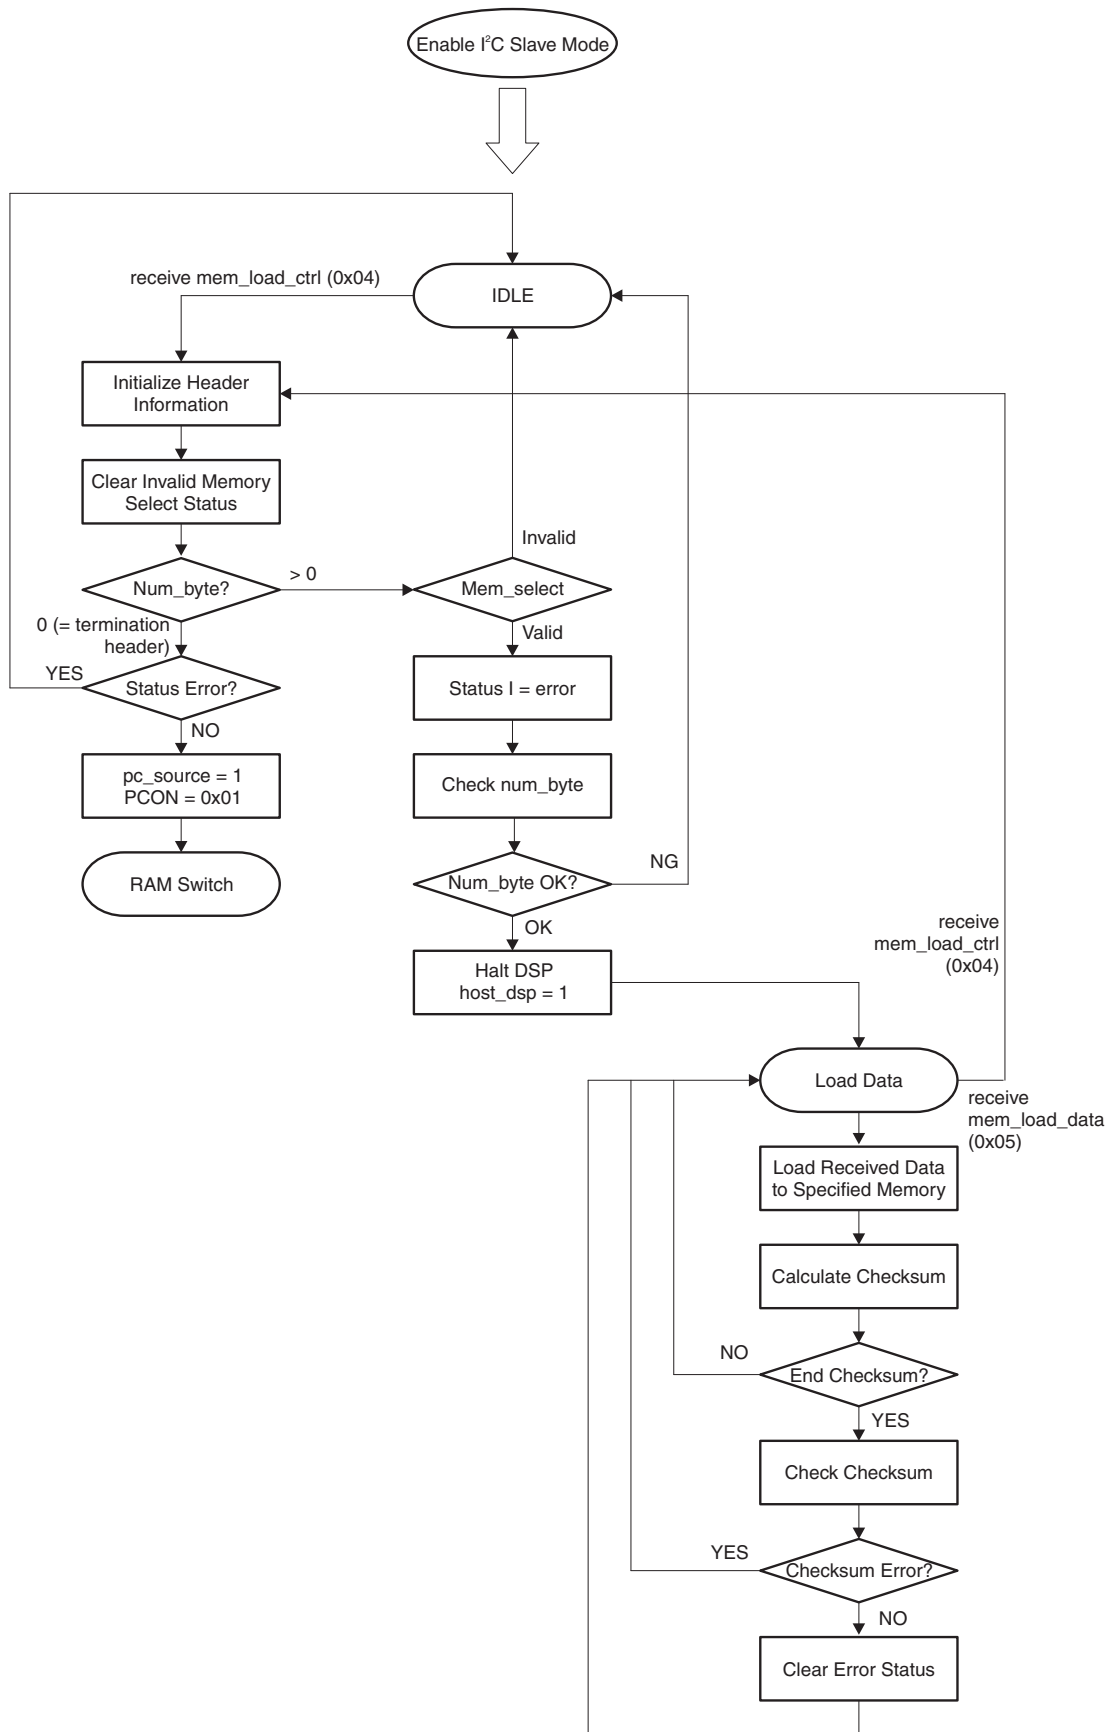 Enable I²C Slave Mode
receive mem_load_ctrl (0x04)
IDLE
Initialize Header
Information
Clear Invalid Memory
Select Status
Invalid
Num_byte?
> 0
Mem_select
0 (= termination
header)
Valid
YES
Status Error?
Status I = error
NO
pc_source = 1
PCON = 0x01
Check num_byte
RAM Switch
Num_byte OK?
NG
OK
receive
mem_load_ctrl
(0x04)
Halt DSP
host_dsp = 1
Load Data
receive
mem_load_data
(0x05)
Load Received Data
to Specified Memory
Calculate Checksum
NO
End Checksum?
YES
Check Checksum
YES
Checksum Error?
NO
Clear Error Status